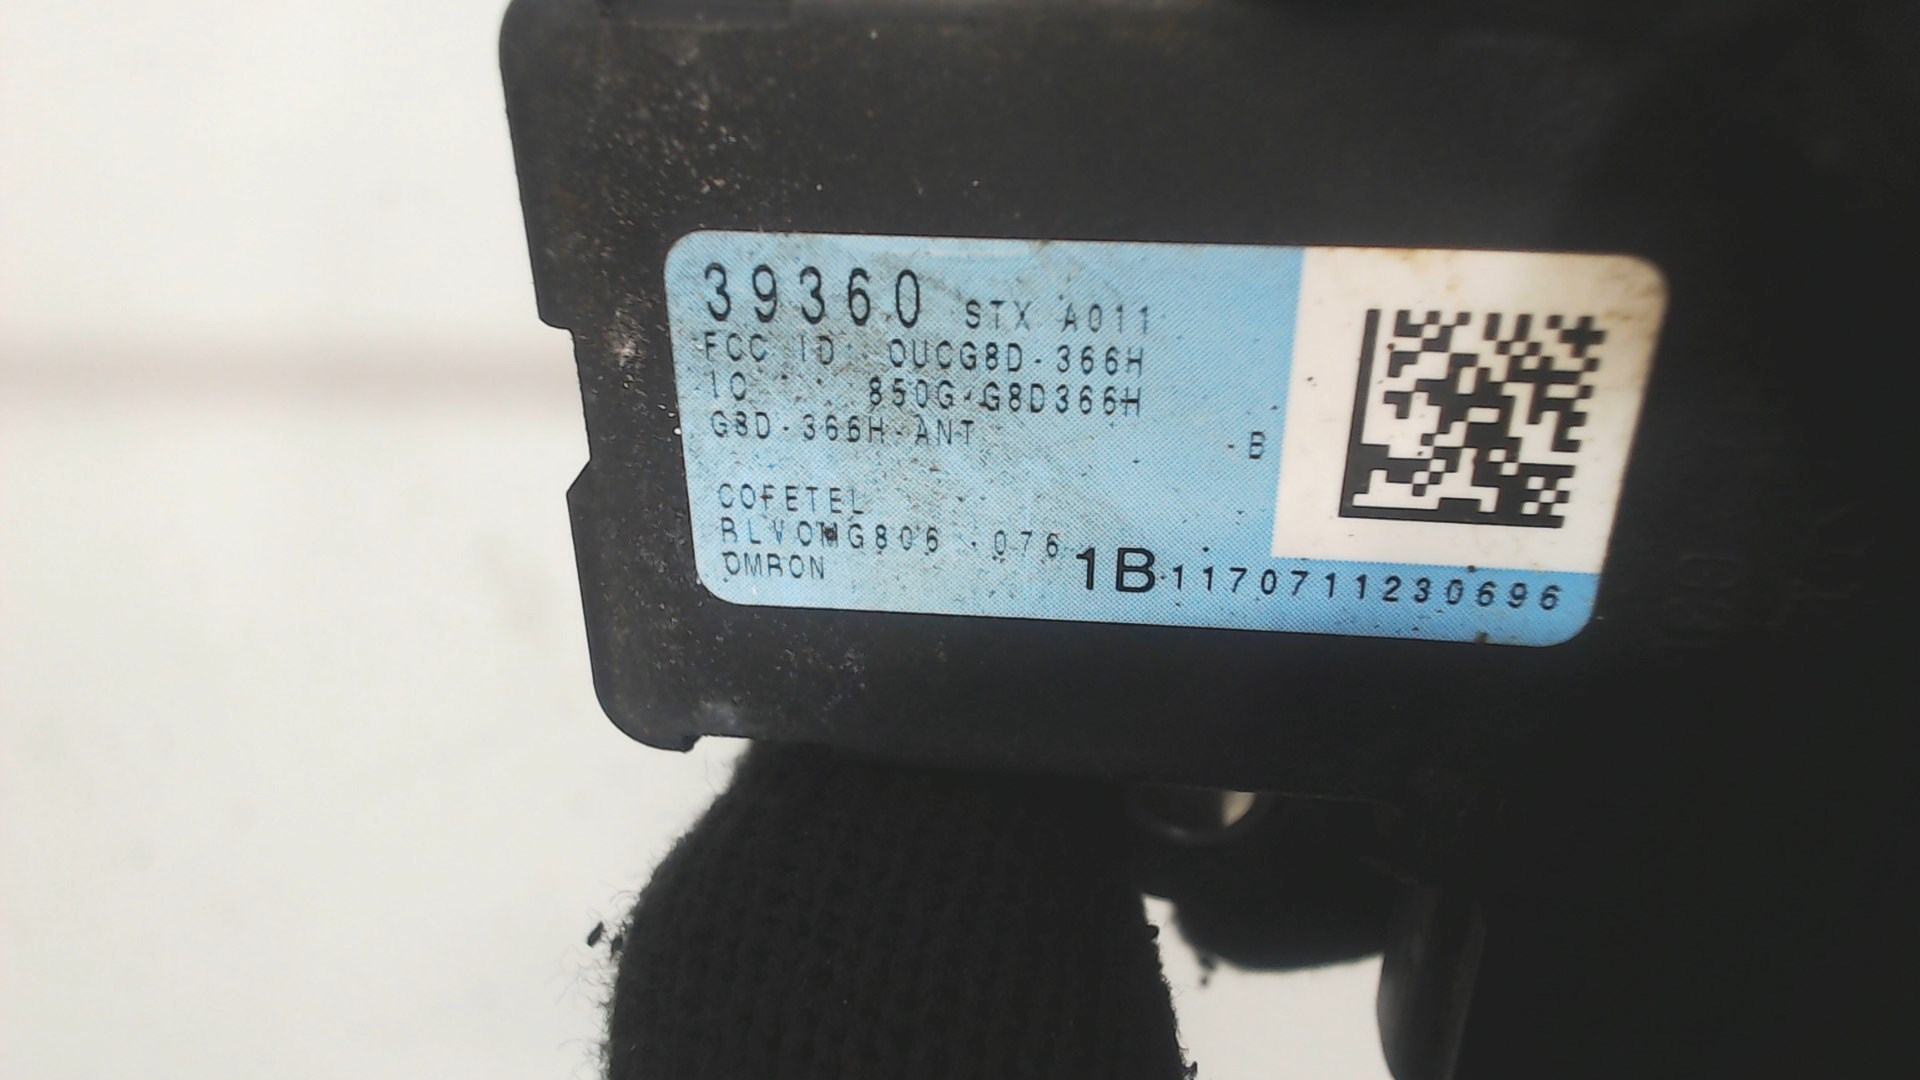 39360 STX A011
FCC ID: OUCG8D-366H
IC : 850G-G8D366H
G8D-366H-ANT -B
COFETEL
RLVOMG806-076
OMRON 1B 1170711230696